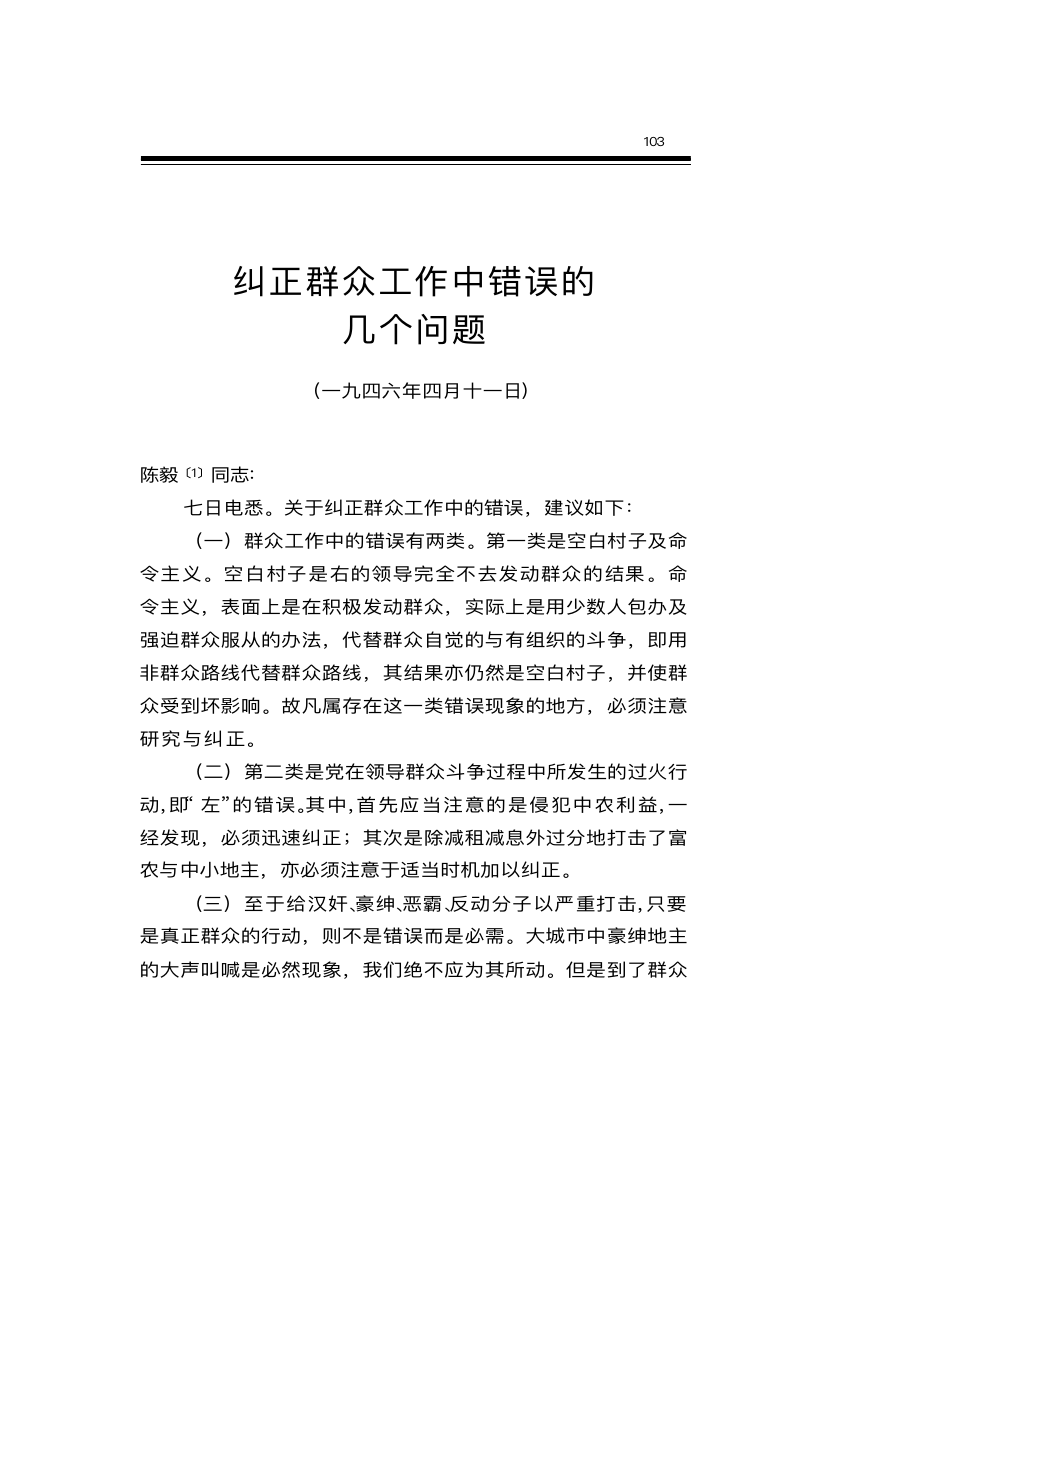 103
纠正群众工作中错误的
几个问题
（一九四六年四月十一日）
陈毅〔1〕同志：
七日电悉。关于纠正群众工作中的错误，建议如下：
（一）群众工作中的错误有两类。第一类是空白村子及命
令主义。空白村子是右的领导完全不去发动群众的结果。命
令主义，表面上是在积极发动群众，实际上是用少数人包办及
强迫群众服从的办法，代替群众自觉的与有组织的斗争，即用
非群众路线代替群众路线，其结果亦仍然是空白村子，并使群
众受到坏影响。故凡属存在这一类错误现象的地方，必须注意
研究与纠正。
（二）第二类是党在领导群众斗争过程中所发生的过火行
动，即“左”的错误。其中，首先应当注意的是侵犯中农利益，一
经发现，必须迅速纠正；其次是除减租减息外过分地打击了富
农与中小地主，亦必须注意于适当时机加以纠正。
（三）至于给汉奸、豪绅、恶霸、反动分子以严重打击，只要
是真正群众的行动，则不是错误而是必需。大城市中豪绅地主
的大声叫喊是必然现象，我们绝不应为其所动。但是到了群众